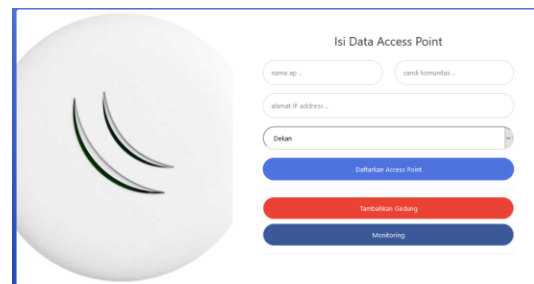 Isi Data Access Point
nama ap ..
sandi komunitas ..
alamat IP address ..
Dekan
Daftarkan Access Point
Tambahkan Gedung
Monitoring